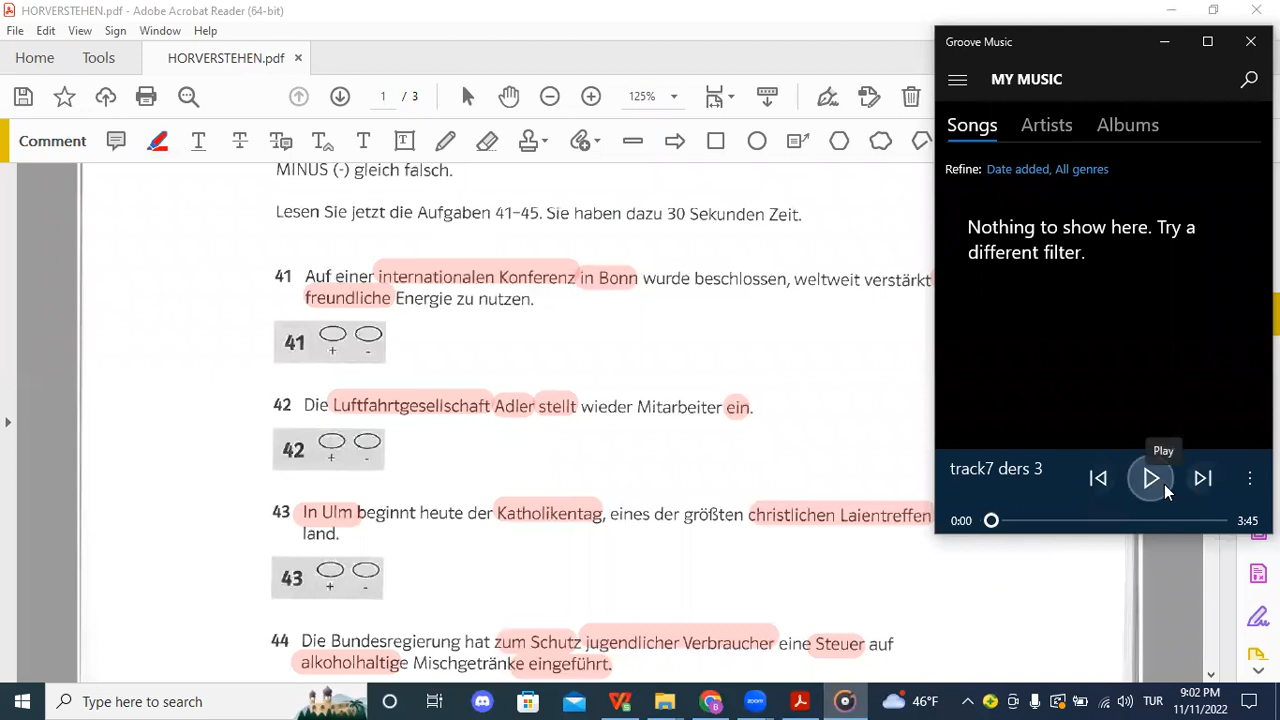 HORVERSTEHEN.pdf - Adobe Acrobat Reader (64-bit)
File Edit View Sign Window Help
Home Tools HORVERSTEHEN.pdf ×
1 / 3 125%
Comment
MINUS (-) gleich falsch.
Lesen Sie jetzt die Aufgaben 41–45. Sie haben dazu 30 Sekunden Zeit.
41 Auf einer internationalen Konferenz in Bonn wurde beschlossen, weltweit verstärkt
freundliche Energie zu nutzen.
41 + -
42 Die Luftfahrtgesellschaft Adler stellt wieder Mitarbeiter ein.
42 + -
43 In Ulm beginnt heute der Katholikentag, eines der größten christlichen Laientreffen
land.
43 + -
44 Die Bundesregierung hat zum Schutz jugendlicher Verbraucher eine Steuer auf
alkoholhaltige Mischgetränke eingeführt.
Groove Music
MY MUSIC
Songs Artists Albums
Refine: Date added, All genres
Nothing to show here. Try a
different filter.
Play
track7 ders 3
0:00 3:45
Type here to search
46°F
TUR
9:02 PM
11/11/2022